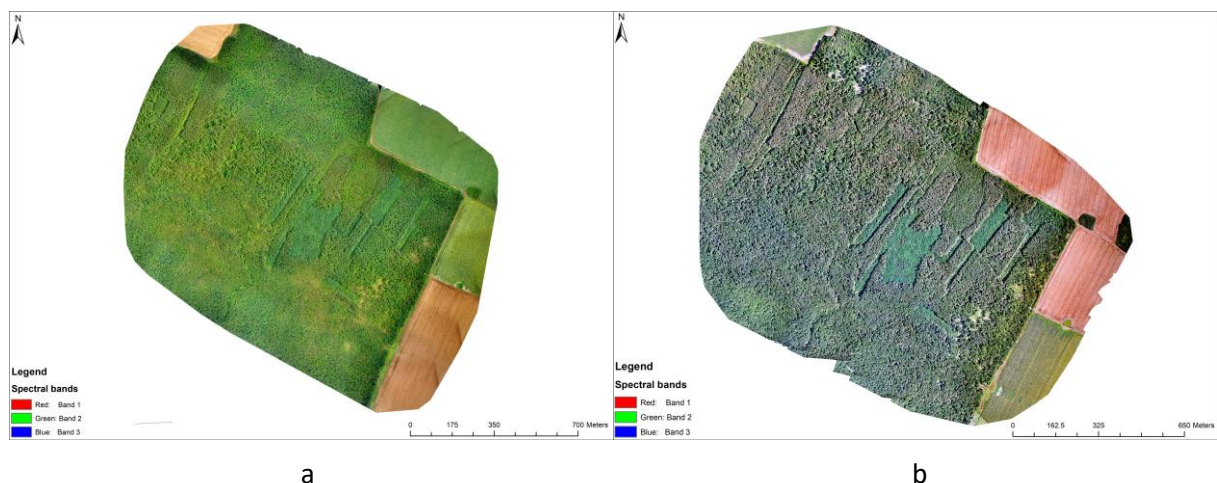 N
Legend
Spectral bands
Red: Band 1
Green: Band 2
Blue: Band 3
0 175 350 700 Meters
a
N
Legend
Spectral bands
Red: Band 1
Green: Band 2
Blue: Band 3
0 162.5 325 650 Meters
b